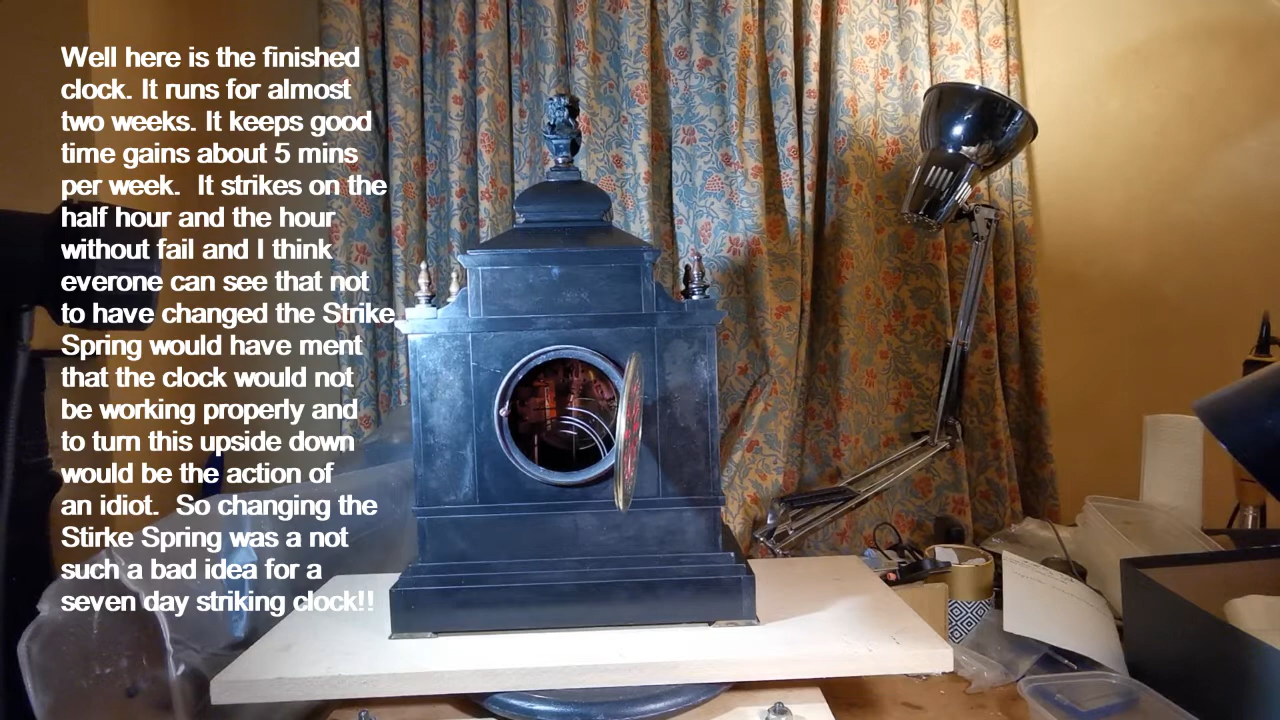 Well here is the finished
clock. It runs for almost
two weeks. It keeps good
time gains about 5 mins
per week.  It strikes on the
half hour and the hour
without fail and I think
everone can see that not
to have changed the Strike
Spring would have ment
that the clock would not
be working properly and
to turn this upside down
would be the action of
an idiot.  So changing the
Stirke Spring was a not
such a bad idea for a
seven day striking clock!!